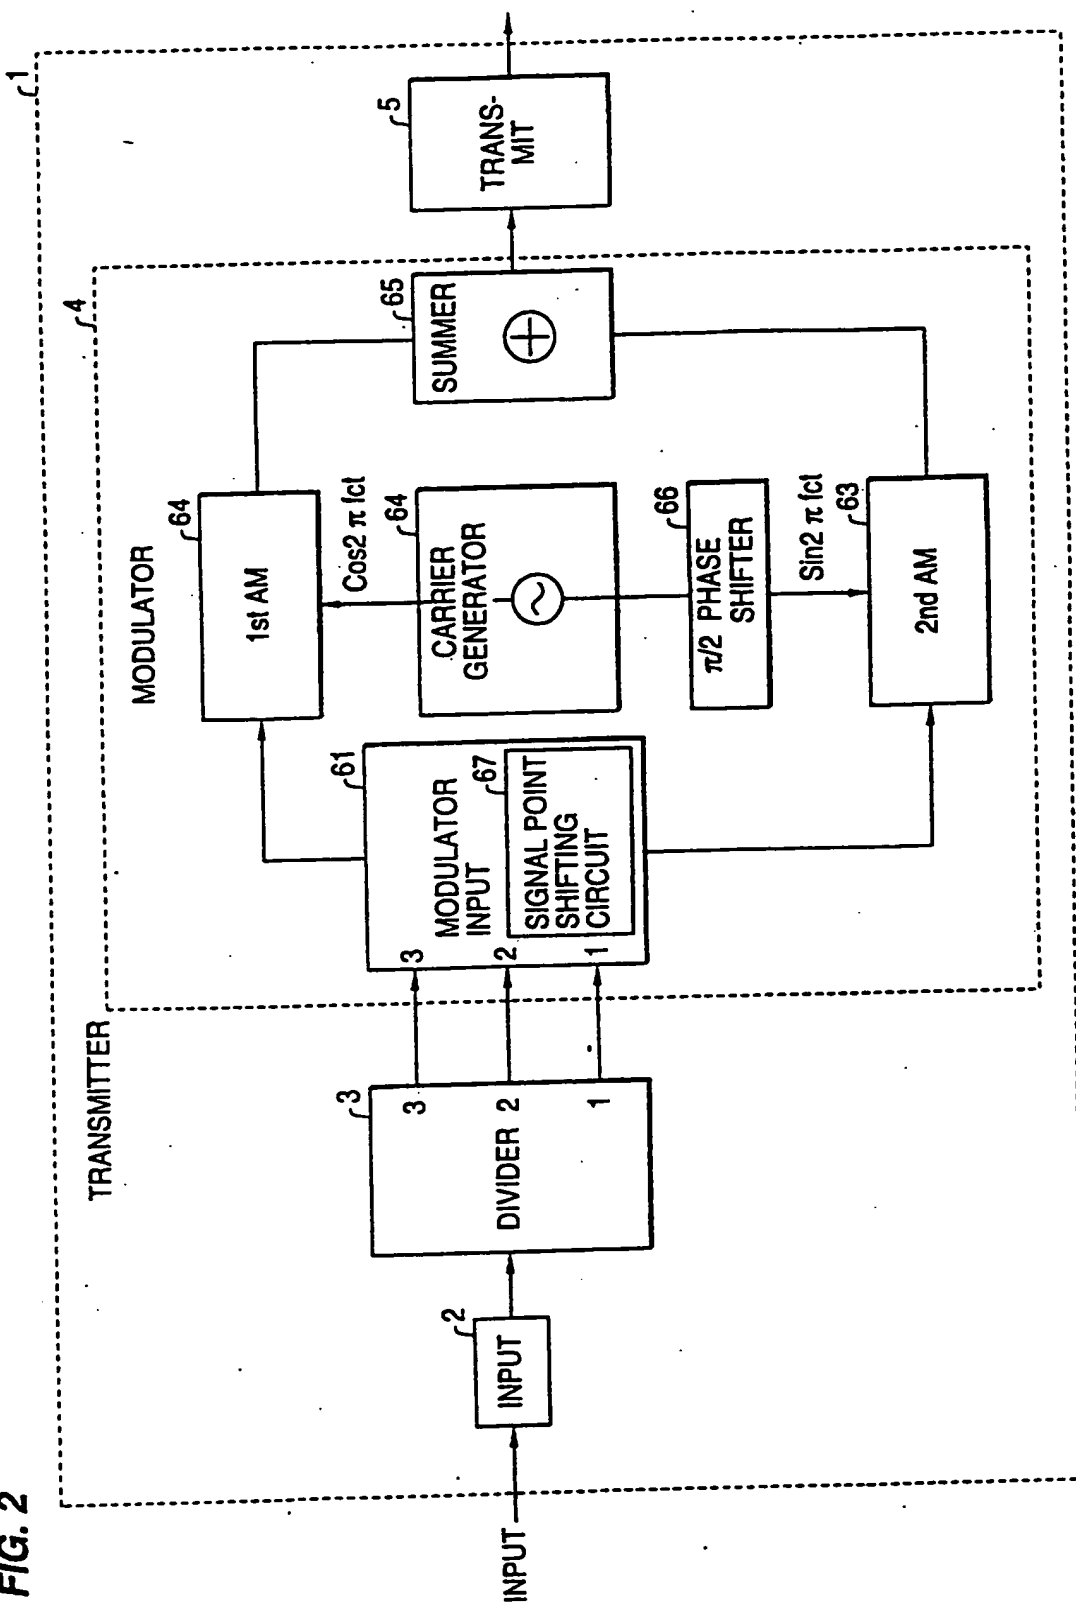 FIG. 2
1
TRANSMITTER
4
MODULATOR
INPUT
2
INPUT
3
DIVIDER
3
2
1
61
MODULATOR
INPUT
3
2
1
67
SIGNAL POINT
SHIFTING
CIRCUIT
64
1st AM
Cos2 π fct
64
CARRIER
GENERATOR
~
66
π/2 PHASE
SHIFTER
Sin2 π fct
63
2nd AM
65
SUMMER
+
5
TRANS-
MIT